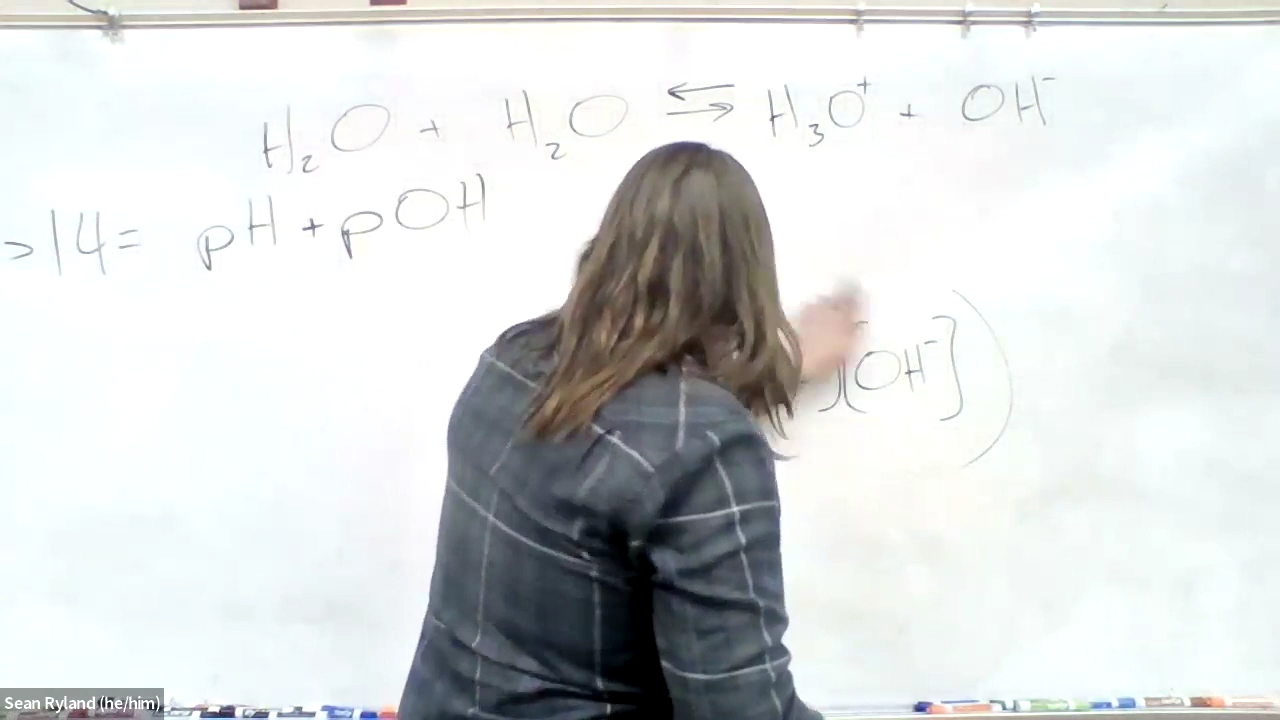 H₂O + H₂O ⇌ H₃O⁺ + OH⁻
>14= pH + pOH
][OH⁻])
Sean Ryland (he/him)